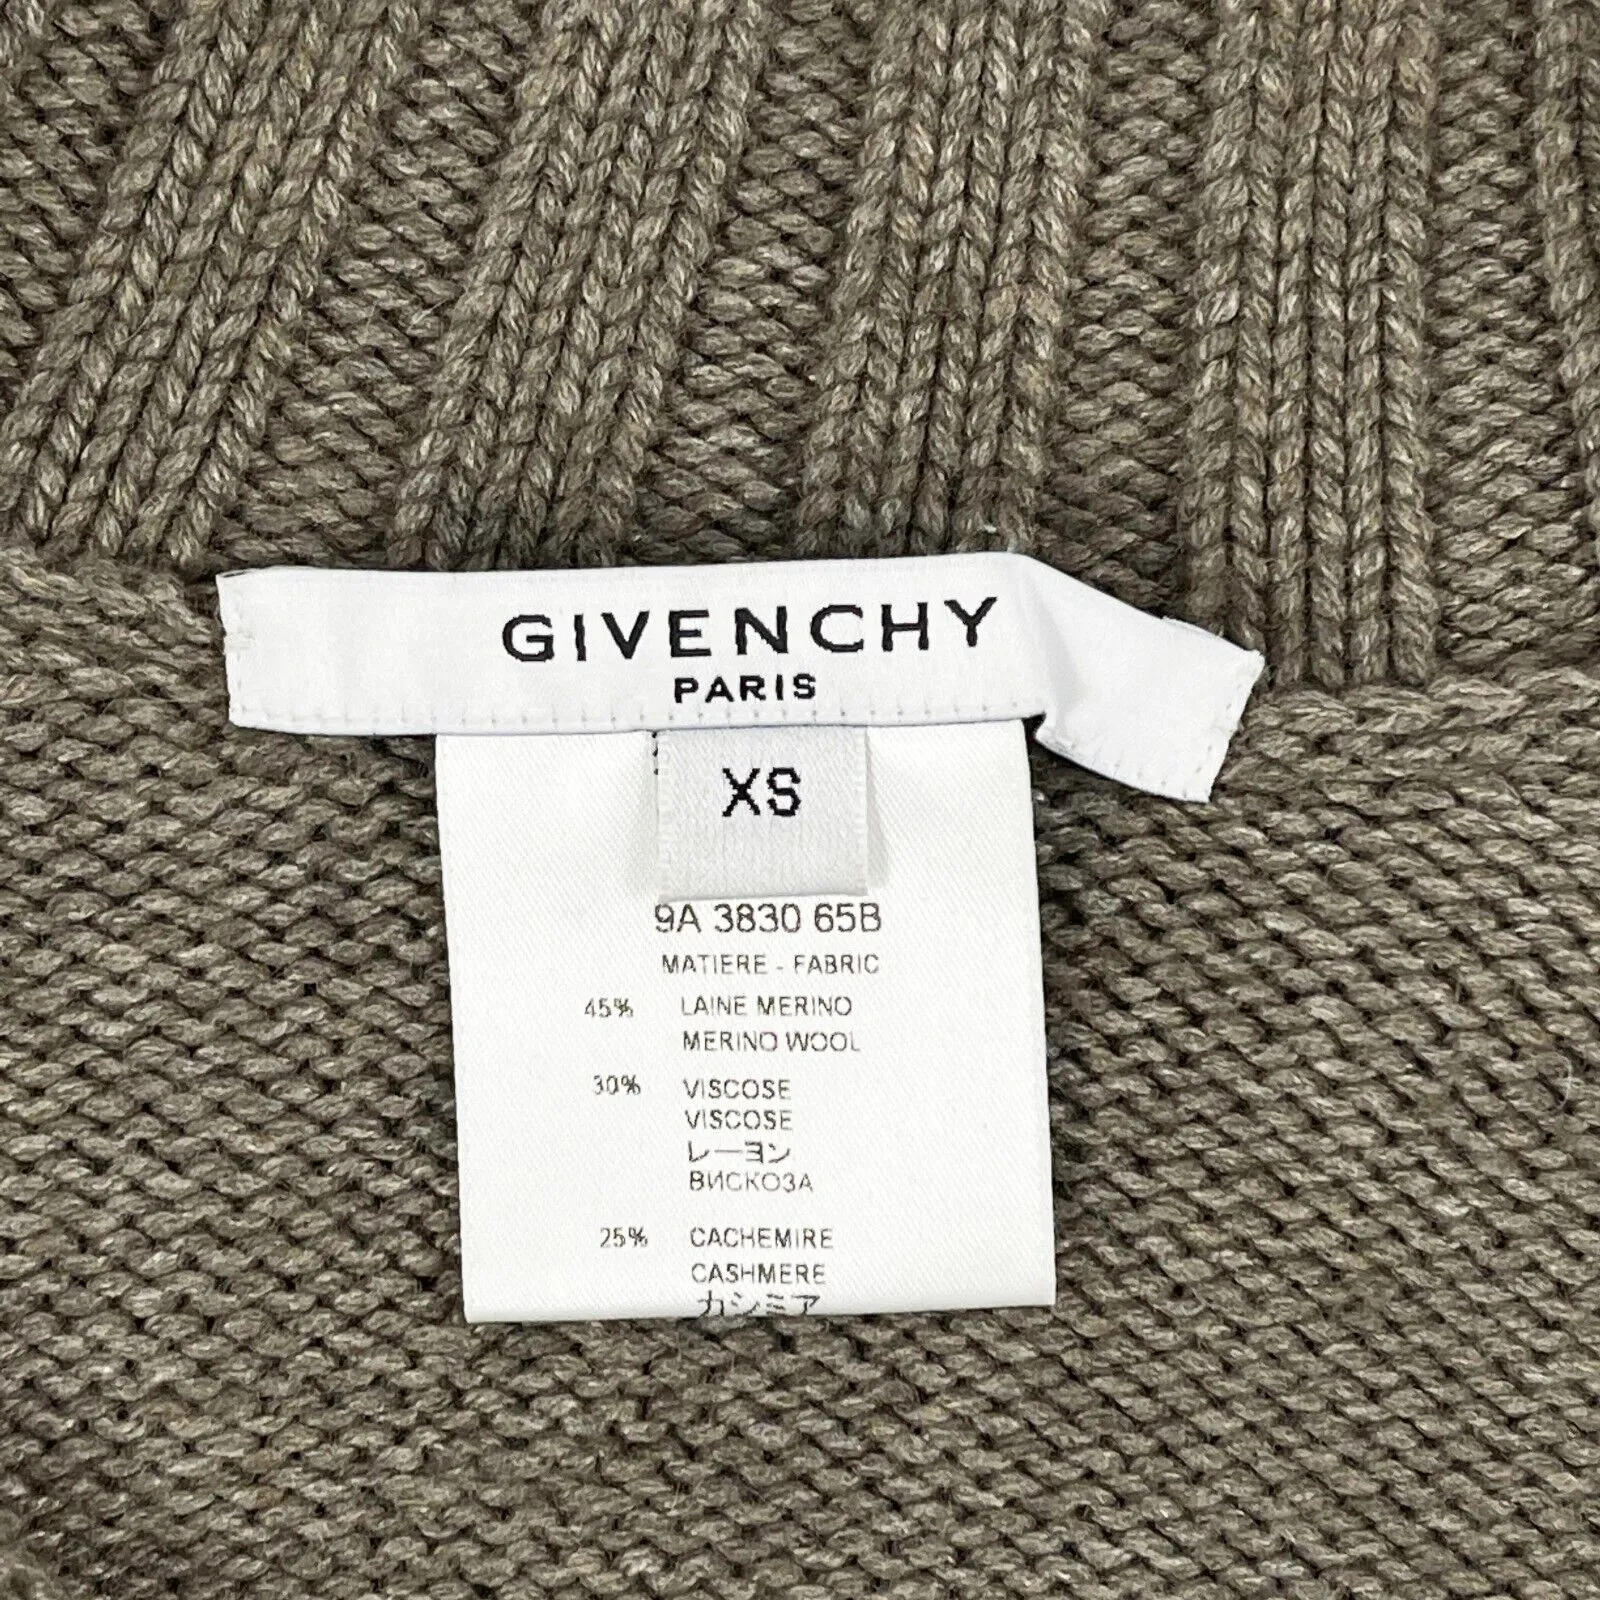 GIVENCHY
PARIS
XS
9A 3830 65B
MATIERE - FABRIC
45% LAINE MERINO
MERINO WOOL
30% VISCOSE
VISCOSE
レーヨン
ВИСКОЗА
25% CACHEMIRE
CASHMERE
カシミア